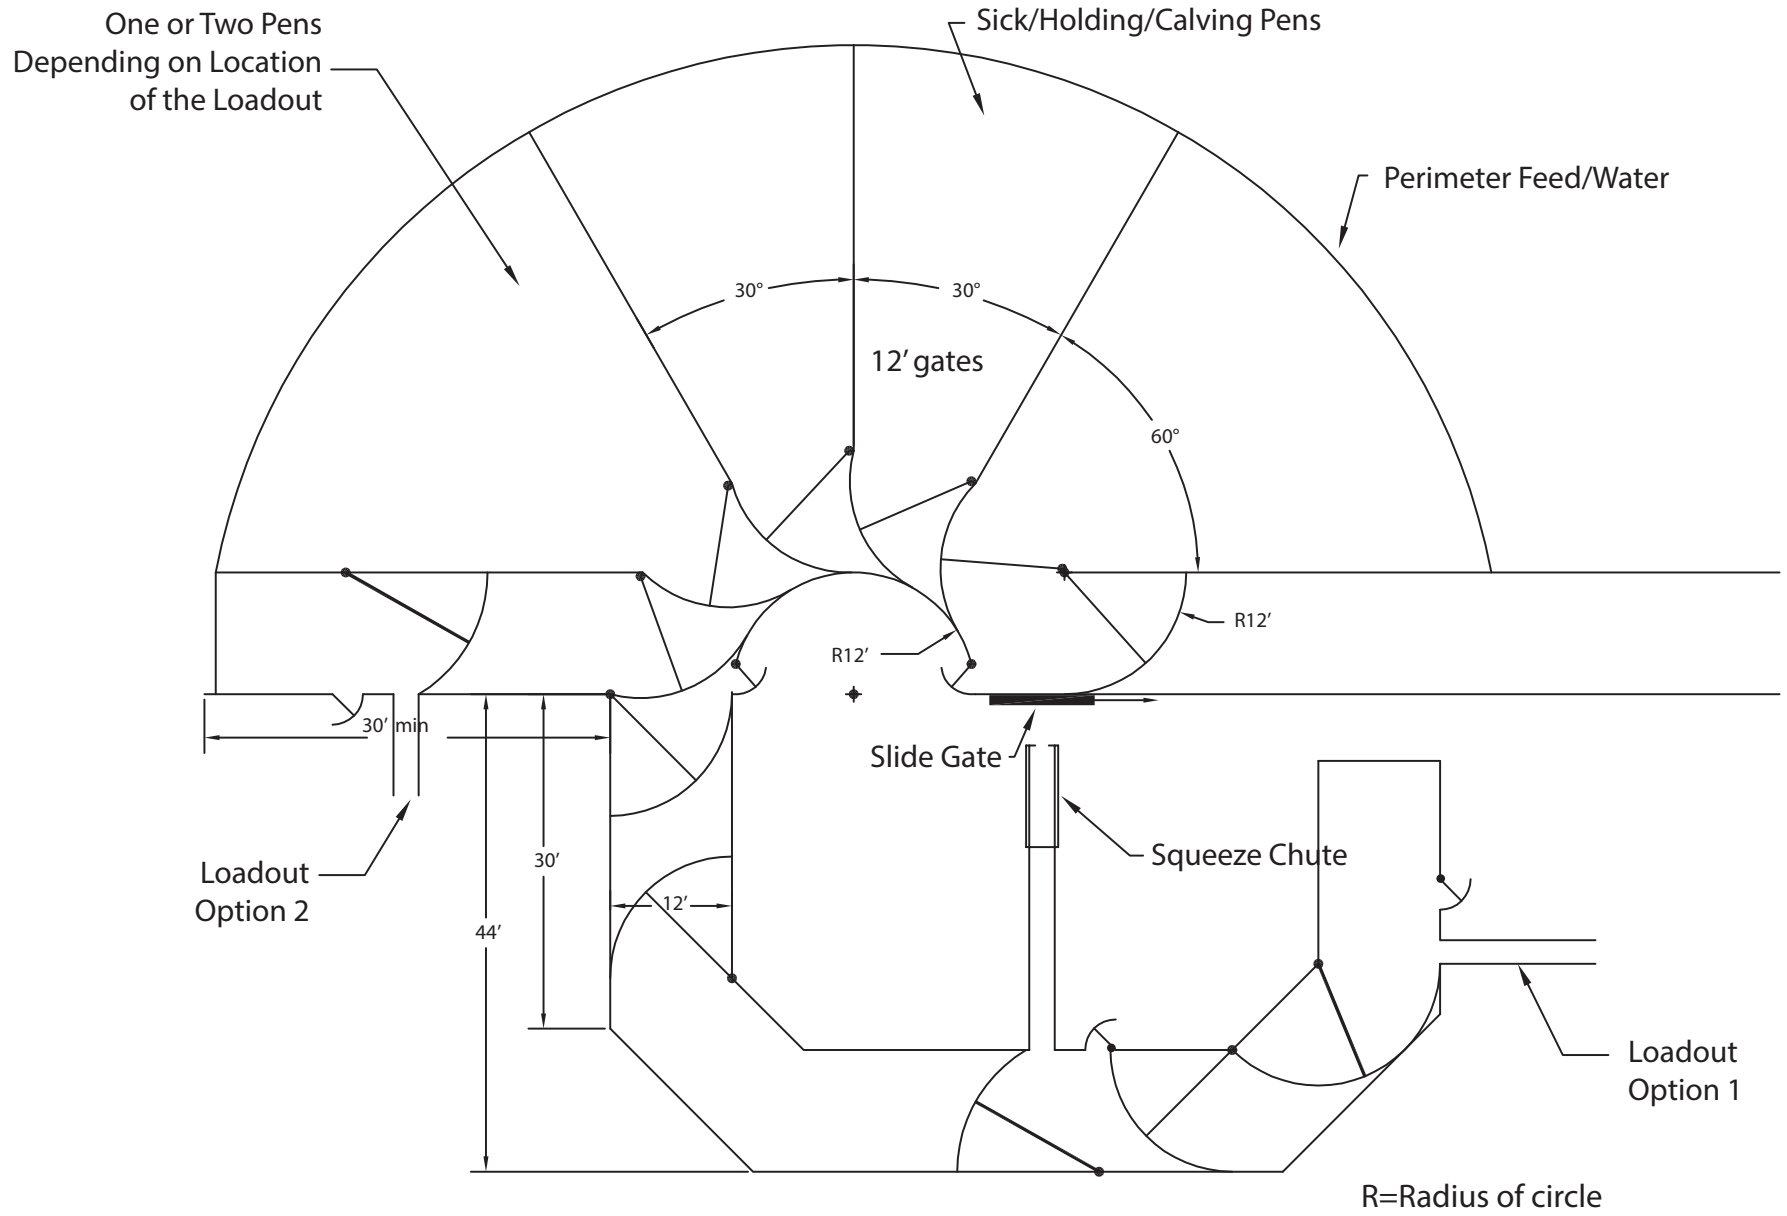 One or Two Pens
Depending on Location
of the Loadout
Sick/Holding/Calving Pens
Perimeter Feed/Water
30°
30°
12’ gates
60°
R12’
R12’
30’ min
Slide Gate
Squeeze Chute
Loadout
Option 2
30’
12’
44’
Loadout
Option 1
R=Radius of circle